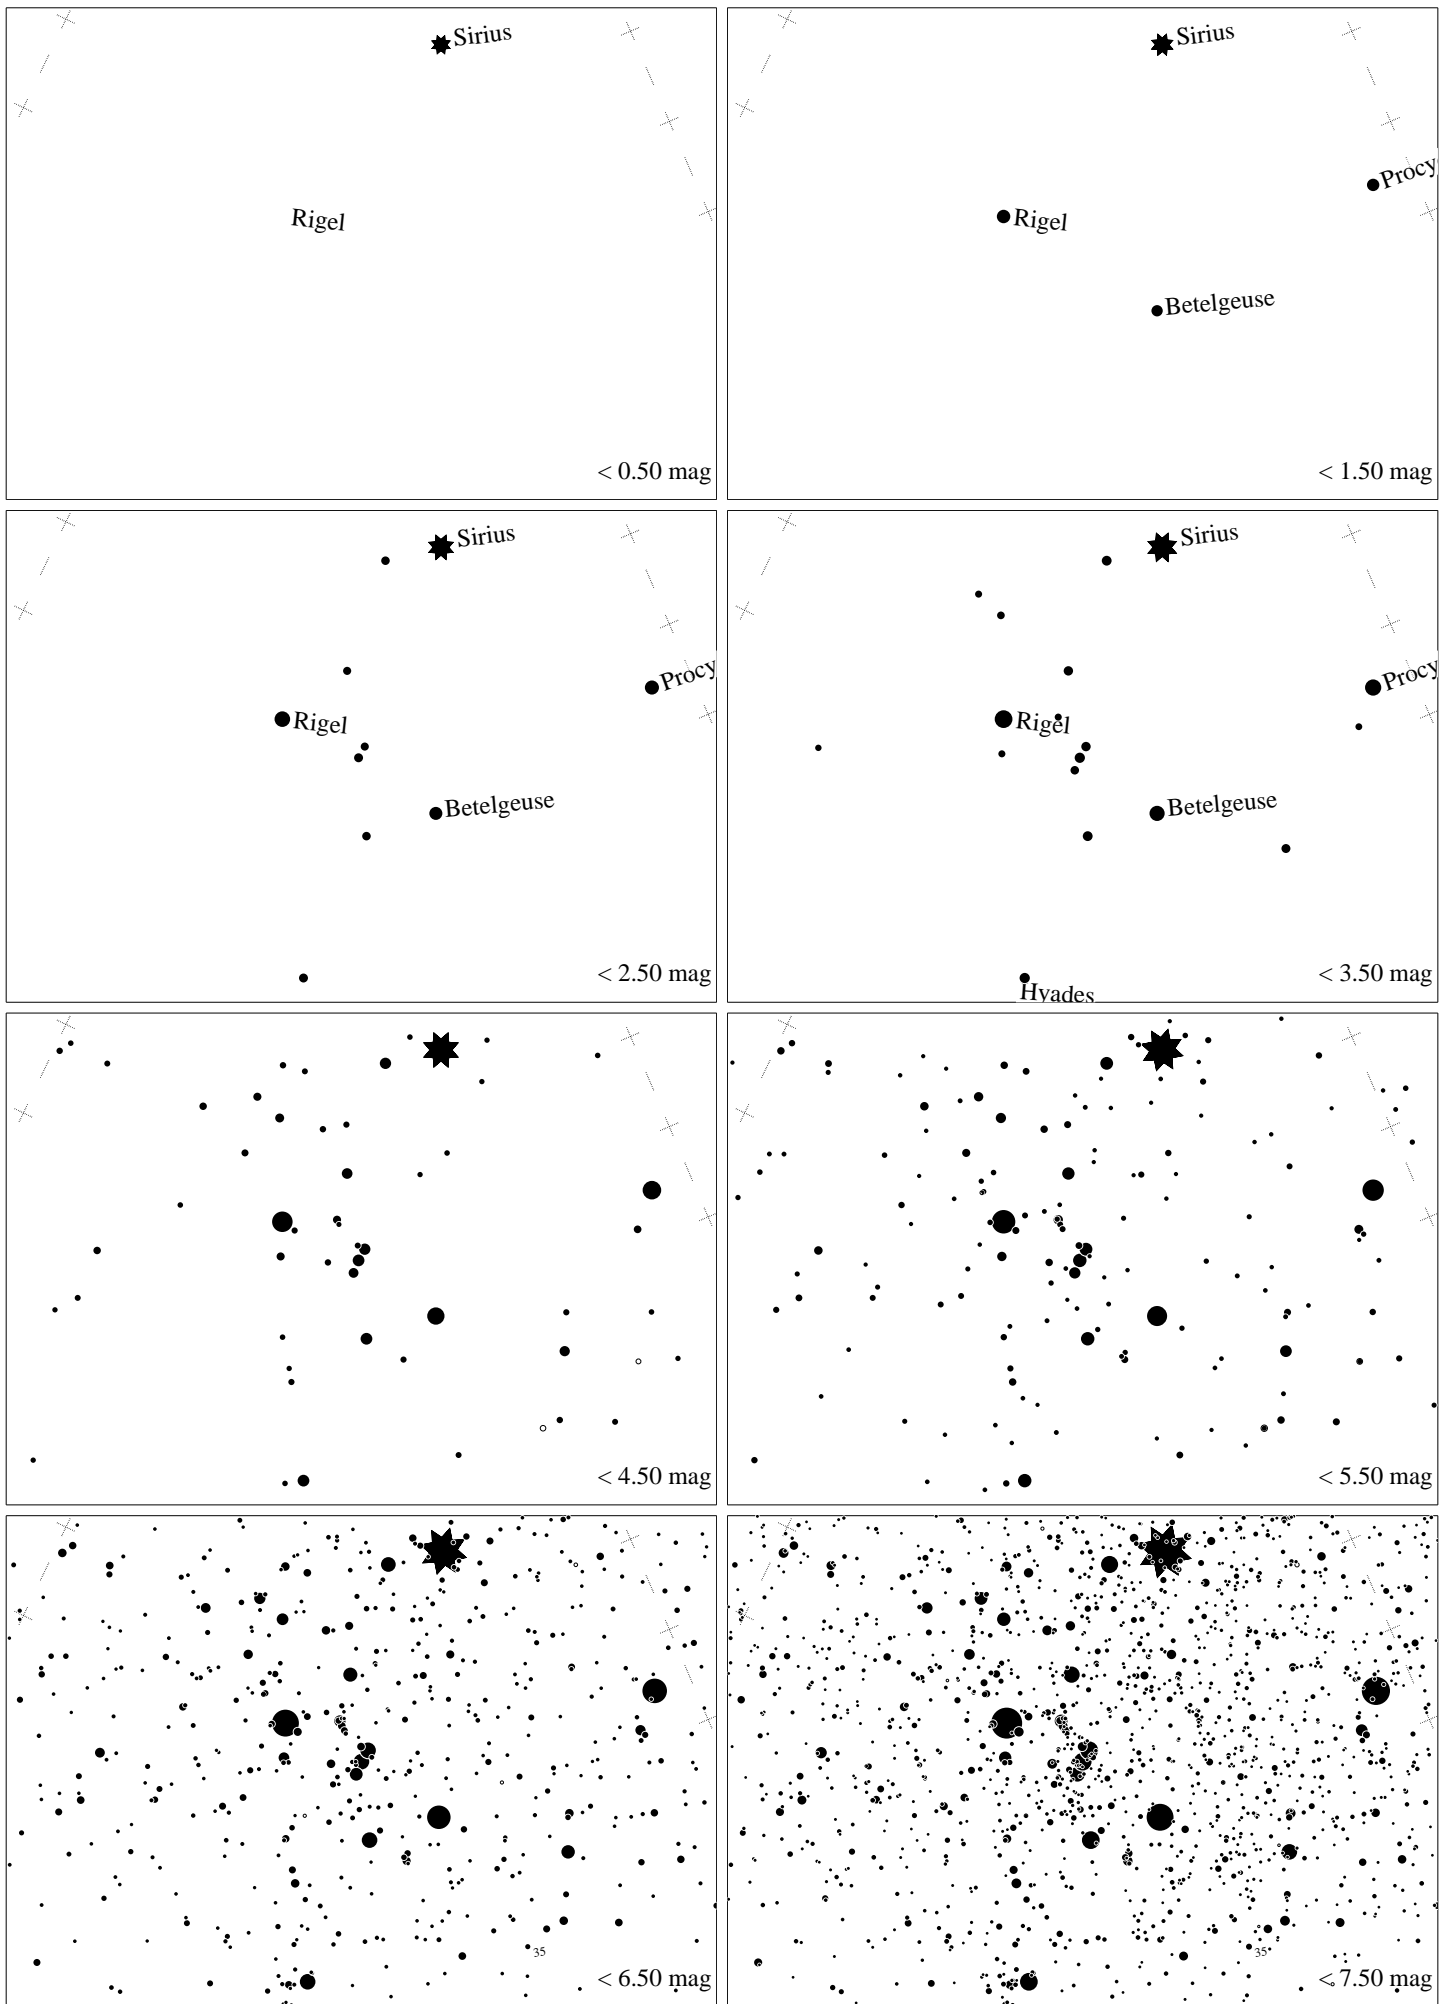 Sirius
Rigel
< 0.50 mag
Sirius
Procy
Rigel
Betelgeuse
< 1.50 mag
Sirius
Procy
Rigel
Betelgeuse
< 2.50 mag
Sirius
Procy
Rigel
Betelgeuse
Hyades
< 3.50 mag
< 4.50 mag
< 5.50 mag
35
< 6.50 mag
35
< 7.50 mag